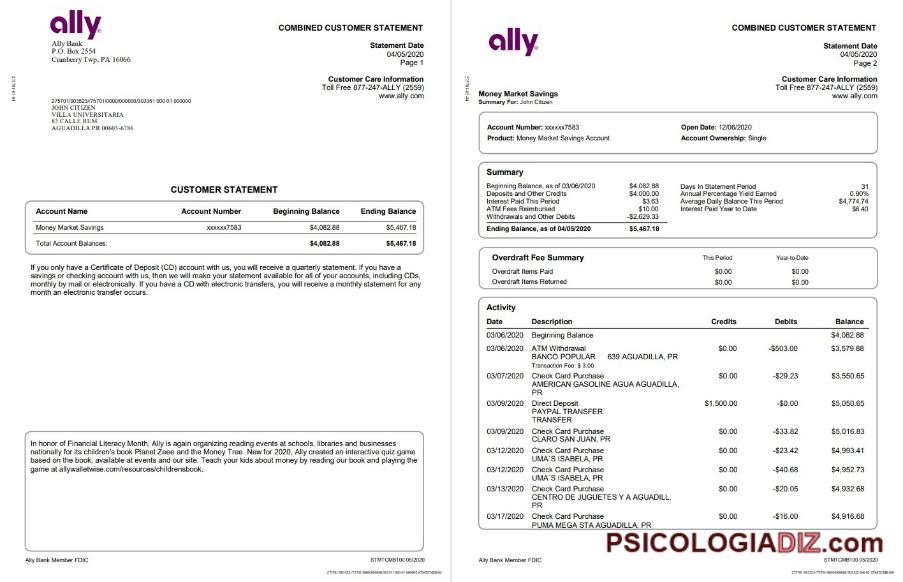 ally
Ally Bank
P.O. Box 2554
Cranberry Twp, PA 16066
COMBINED CUSTOMER STATEMENT
Statement Date
04/05/2020
Page 1
Customer Care Information
Toll Free 877-247-ALLY (2559)
www.ally.com
JOHN CITIZEN
VILLA UNIVERSITARIA
83 CALLE RUM
AGUADILLA PR 00603-6786
CUSTOMER STATEMENT
Account Name Account Number Beginning Balance Ending Balance
Money Market Savings xxxxxx7583 $4,082.88 $5,467.18
Total Account Balances: $4,082.88 $5,467.18
If you only have a Certificate of Deposit (CD) account with us, you will receive a quarterly statement. If you have a
savings or checking account with us, then we will make your statement available for all of your accounts, including CDs,
monthly by mail or electronically. If you have a CD with electronic transfers, you will receive a monthly statement for any
month an electronic transfer occurs.
In honor of Financial Literacy Month, Ally is again organizing reading events at schools, libraries and businesses
nationally for its children's book Planet Zeee and the Money Tree. New for 2020, Ally created an interactive quiz game
based on the book, available at events and our site. Teach your kids about money by reading our book and playing the
game at allywalletwise.com/resources/childrensbook.
Ally Bank Member FDIC STMTCMB100 05/2020
ally
COMBINED CUSTOMER STATEMENT
Statement Date
04/05/2020
Page 2
Customer Care Information
Toll Free 877-247-ALLY (2559)
www.ally.com
Money Market Savings
Summary For: John Citizen
Account Number: xxxxxx7583 Open Date: 12/06/2020
Product: Money Market Savings Account Account Ownership: Single
Summary
Beginning Balance, as of 03/06/2020 $4,082.88 Days In Statement Period 31
Deposits and Other Credits $4,000.00 Annual Percentage Yield Earned 0.90%
Interest Paid This Period $3.63 Average Daily Balance This Period $4,774.74
ATM Fees Reimbursed $10.00 Interest Paid Year to Date $6.40
Withdrawals and Other Debits -$2,629.33
Ending Balance, as of 04/05/2020 $5,467.18
Overdraft Fee Summary This Period Year-to-Date
Overdraft Items Paid $0.00 $0.00
Overdraft Items Returned $0.00 $0.00
Activity
Date Description Credits Debits Balance
03/06/2020 Beginning Balance $4,082.88
03/06/2020 ATM Withdrawal $0.00 -$503.00 $3,579.88
BANCO POPULAR 639 AGUADILLA, PR
Transaction Fee: $ 3.00
03/07/2020 Check Card Purchase $0.00 -$29.23 $3,550.65
AMERICAN GASOLINE AGUA AGUADILLA,
PR
03/09/2020 Direct Deposit $1,500.00 -$0.00 $5,050.65
PAYPAL TRANSFER
TRANSFER
03/09/2020 Check Card Purchase $0.00 -$33.82 $5,016.83
CLARO SAN JUAN, PR
03/12/2020 Check Card Purchase $0.00 -$23.42 $4,993.41
UMA`S ISABELA, PR
03/12/2020 Check Card Purchase $0.00 -$40.68 $4,952.73
UMA`S ISABELA, PR
03/13/2020 Check Card Purchase $0.00 -$20.05 $4,932.68
CENTRO DE JUGUETES Y A AGUADILL,
PR
03/17/2020 Check Card Purchase $0.00 -$16.00 $4,916.68
PUMA MEGA STA AGUADILLA, PR
PSICOLOGIADIZ.com
Ally Bank Member FDIC STMTCMB100 05/2020